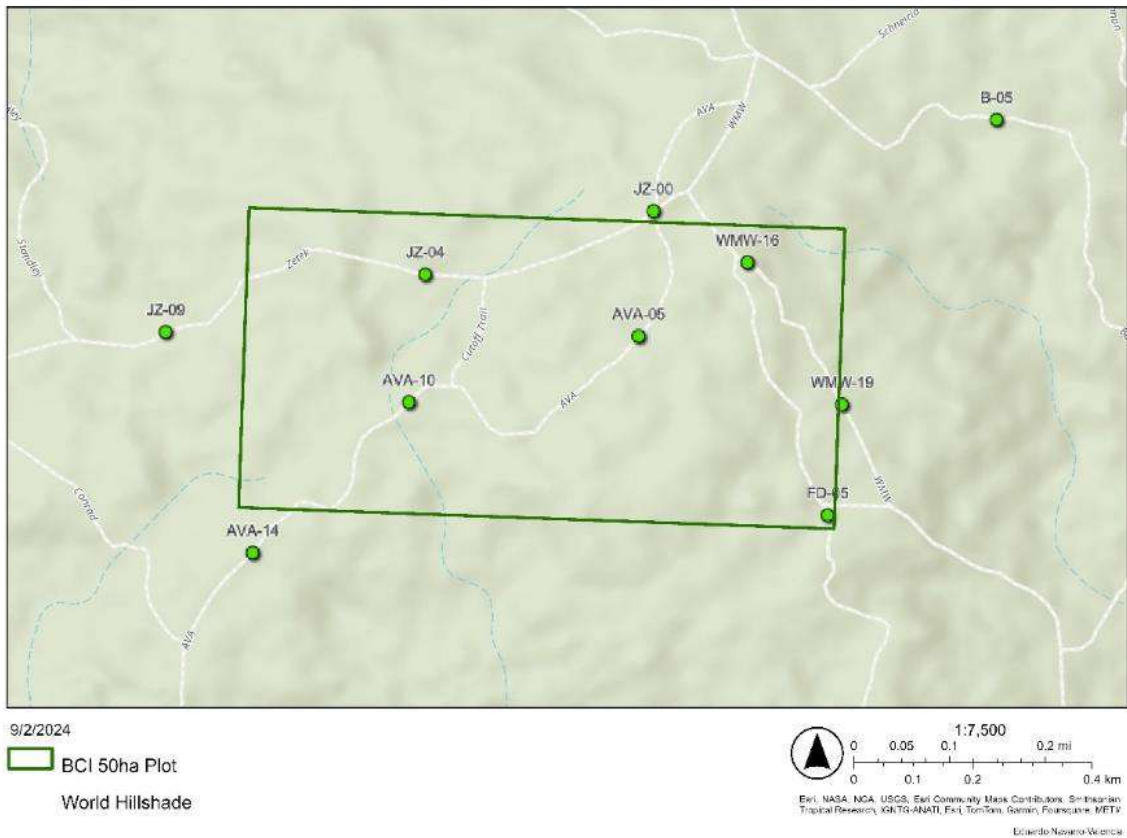 Schneirla
B-05
AVA
WMW
JZ-00
WMW-16
Zetek
JZ-04
Standley
JZ-09
AVA-05
Cutoff Trail
AVA-10
AVA
WMW-19
Conrad
WMW
FD-05
AVA-14
AVA
9/2/2024
BCI 50ha Plot
World Hillshade
1:7,500
0 0.05 0.1 0.2 mi
0 0.1 0.2 0.4 km
Esri, NASA, NGA, USGS, Esri Community Maps Contributors, Smithsonian
Tropical Research, IGNTG-ANATI, Esri, TomTom, Garmin, Foursquare, METI/
Eduardo Navarro-Valencia